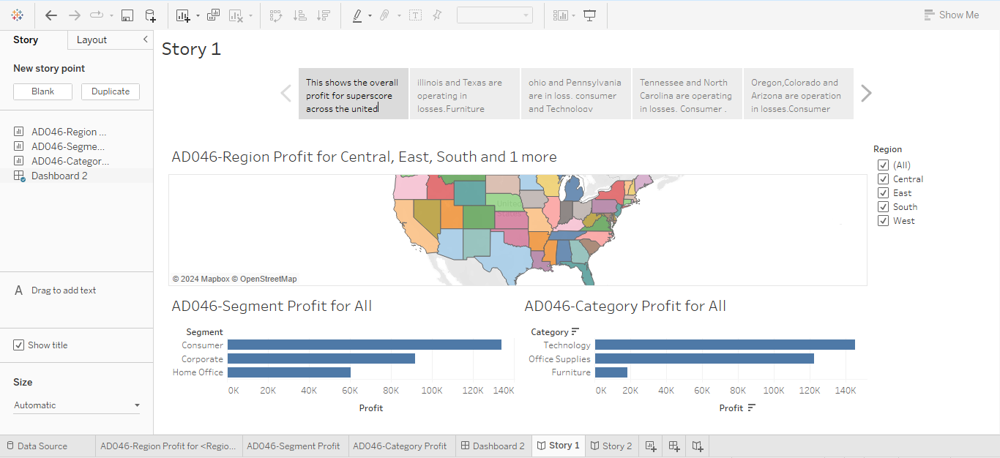 Show Me
Story
Layout
Story 1
New story point
Blank
Duplicate
This shows the overall
profit for superscore
across the united
illinois and Texas are
operating in
losses.Furniture
ohio and Pennsylvania
are in loss. consumer
and Technology
Tennessee and North
Carolina are operating
in losses. Consumer .
Oregon,Colorado and
Arizona are operation
in losses.Consumer
AD046-Region ...
AD046-Segme...
AD046-Categor...
Dashboard 2
AD046-Region Profit for Central, East, South and 1 more
United
States
© 2024 Mapbox © OpenStreetMap
Region
(All)
Central
East
South
West
A Drag to add text
Show title
Size
Automatic
AD046-Segment Profit for All
Segment
Consumer
Corporate
Home Office
0K 20K 40K 60K 80K 100K 120K 140K
Profit
AD046-Category Profit for All
Category
Technology
Office Supplies
Furniture
0K 20K 40K 60K 80K 100K 120K 140K
Profit
Data Source
AD046-Region Profit for <Regio...
AD046-Segment Profit
AD046-Category Profit
Dashboard 2
Story 1
Story 2